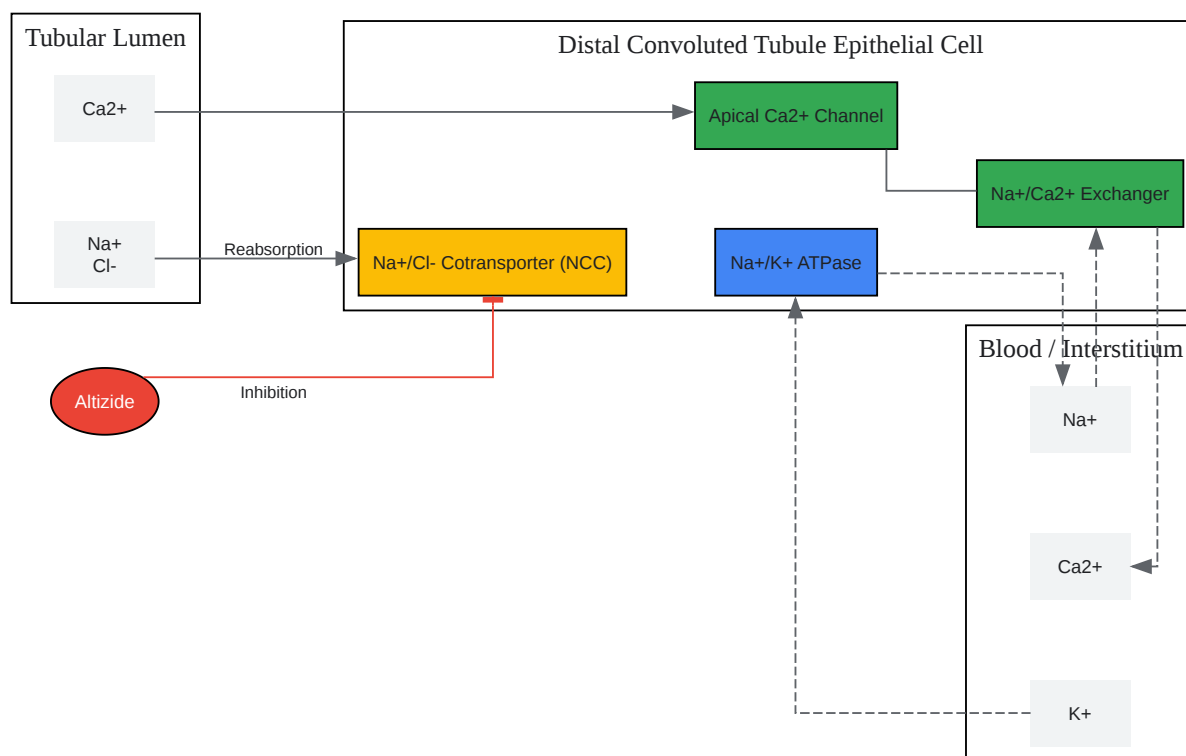 Tubular Lumen
Distal Convoluted Tubule Epithelial Cell
Ca2+
Apical Ca2+ Channel
Na+/Ca2+ Exchanger
Na+
Cl-
Reabsorption
Na+/Cl- Cotransporter (NCC)
Na+/K+ ATPase
Blood / Interstitium
Altizide
Inhibition
Na+
Ca2+
K+